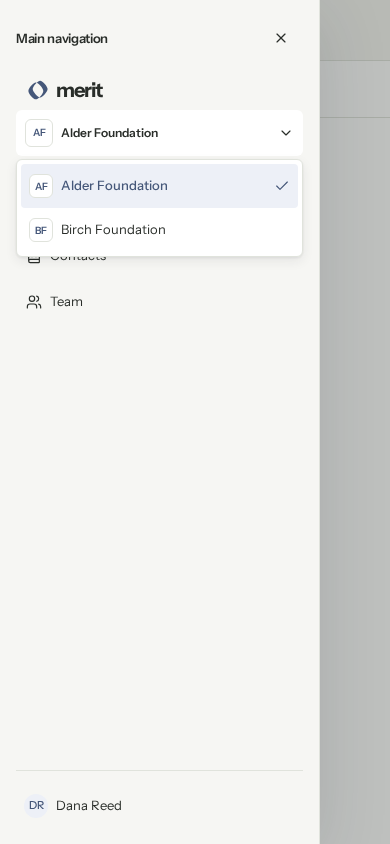 Main navigation
merit
AF Alder Foundation
AF Alder Foundation
BF Birch Foundation
Contacts
Team
DR Dana Reed